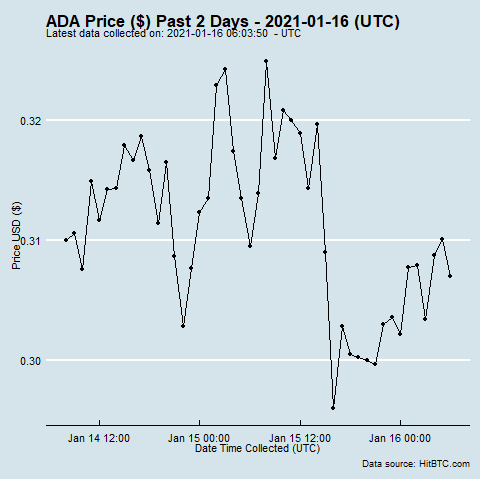 ADA Price ($) Past 2 Days - 2021-01-16 (UTC)
Latest data collected on: 2021-01-16 06:03:50  - UTC
0.32
0.31
0.30
Price USD ($)
Jan 14 12:00
Jan 15 00:00
Jan 15 12:00
Jan 16 00:00
Date Time Collected (UTC)
Data source: HitBTC.com